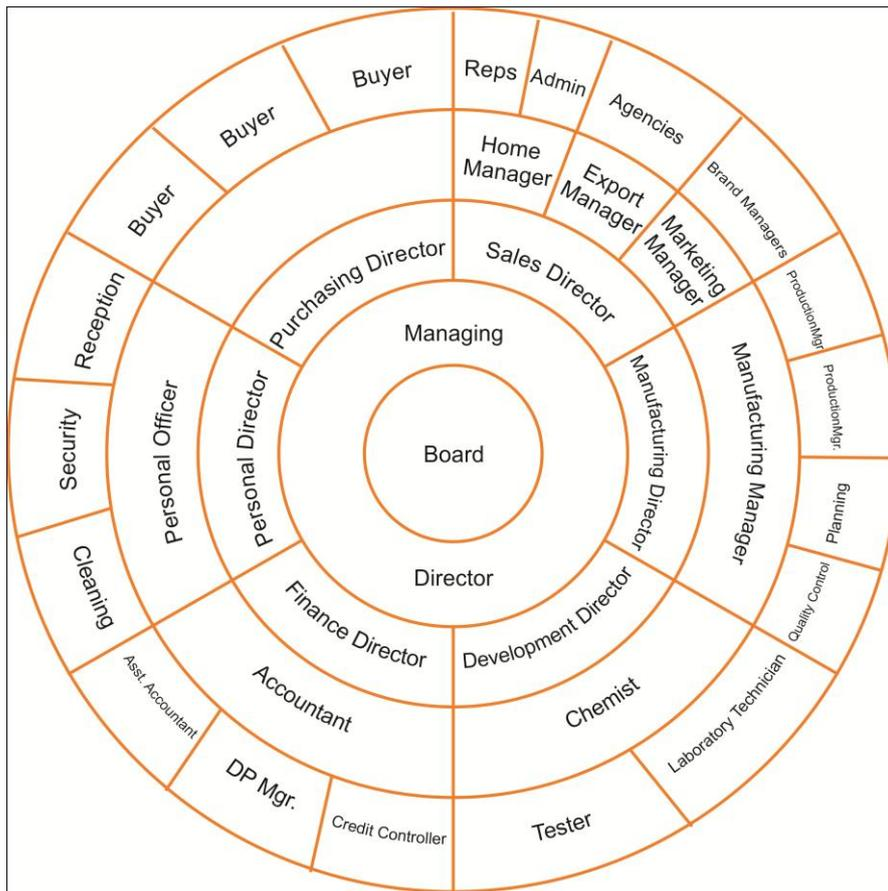 Board
Managing
Director
Sales Director
Manufacturing Director
Development Director
Finance Director
Personal Director
Purchasing Director
Home
Manager
Export
Manager
Marketing
Manager
Manufacturing Manager
Chemist
Accountant
Personal Officer
Reps
Admin
Agencies
Brand Managers
ProductionMgr
ProductionMgr.
Planning
Quality Control
Laboratory Technician
Tester
Credit Controller
DP Mgr.
Asst. Accountant
Cleaning
Security
Reception
Buyer
Buyer
Buyer